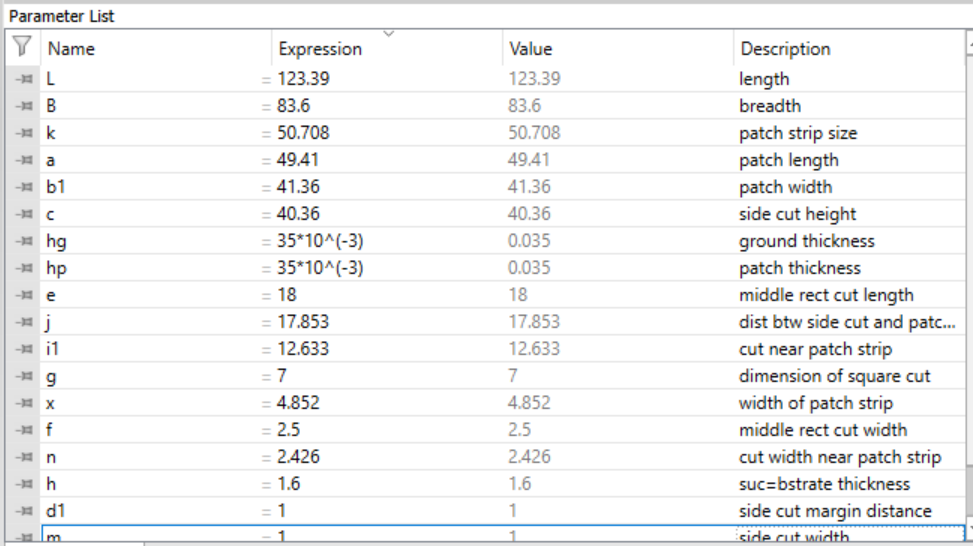 Parameter List
Name Expression Value Description
L = 123.39 123.39 length
B = 83.6 83.6 breadth
k = 50.708 50.708 patch strip size
a = 49.41 49.41 patch length
b1 = 41.36 41.36 patch width
c = 40.36 40.36 side cut height
hg = 35*10^(-3) 0.035 ground thickness
hp = 35*10^(-3) 0.035 patch thickness
e = 18 18 middle rect cut length
j = 17.853 17.853 dist btw side cut and patc...
i1 = 12.633 12.633 cut near patch strip
g = 7 7 dimension of square cut
x = 4.852 4.852 width of patch strip
f = 2.5 2.5 middle rect cut width
n = 2.426 2.426 cut width near patch strip
h = 1.6 1.6 suc=bstrate thickness
d1 = 1 1 side cut margin distance
m = 1 1 side cut width